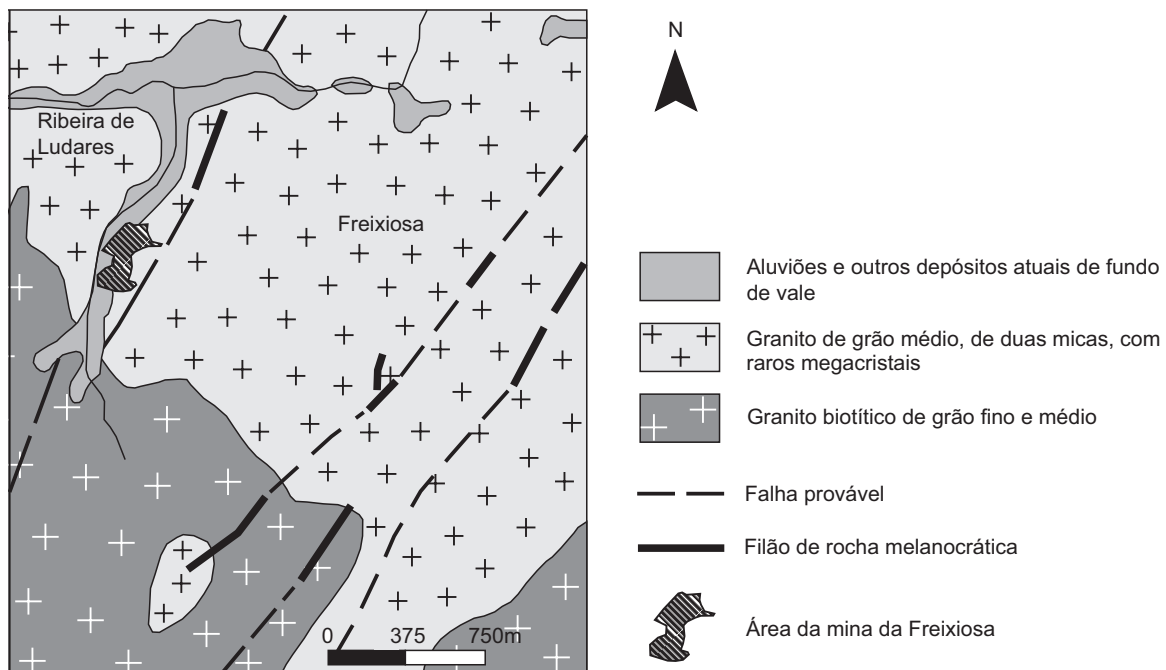 N
Ribeira de
Ludares
Freixiosa
0 375 750m
Aluviões e outros depósitos atuais de fundo
de vale
Granito de grão médio, de duas micas, com
raros megacristais
Granito biotítico de grão fino e médio
Falha provável
Filão de rocha melanocrática
Área da mina da Freixiosa